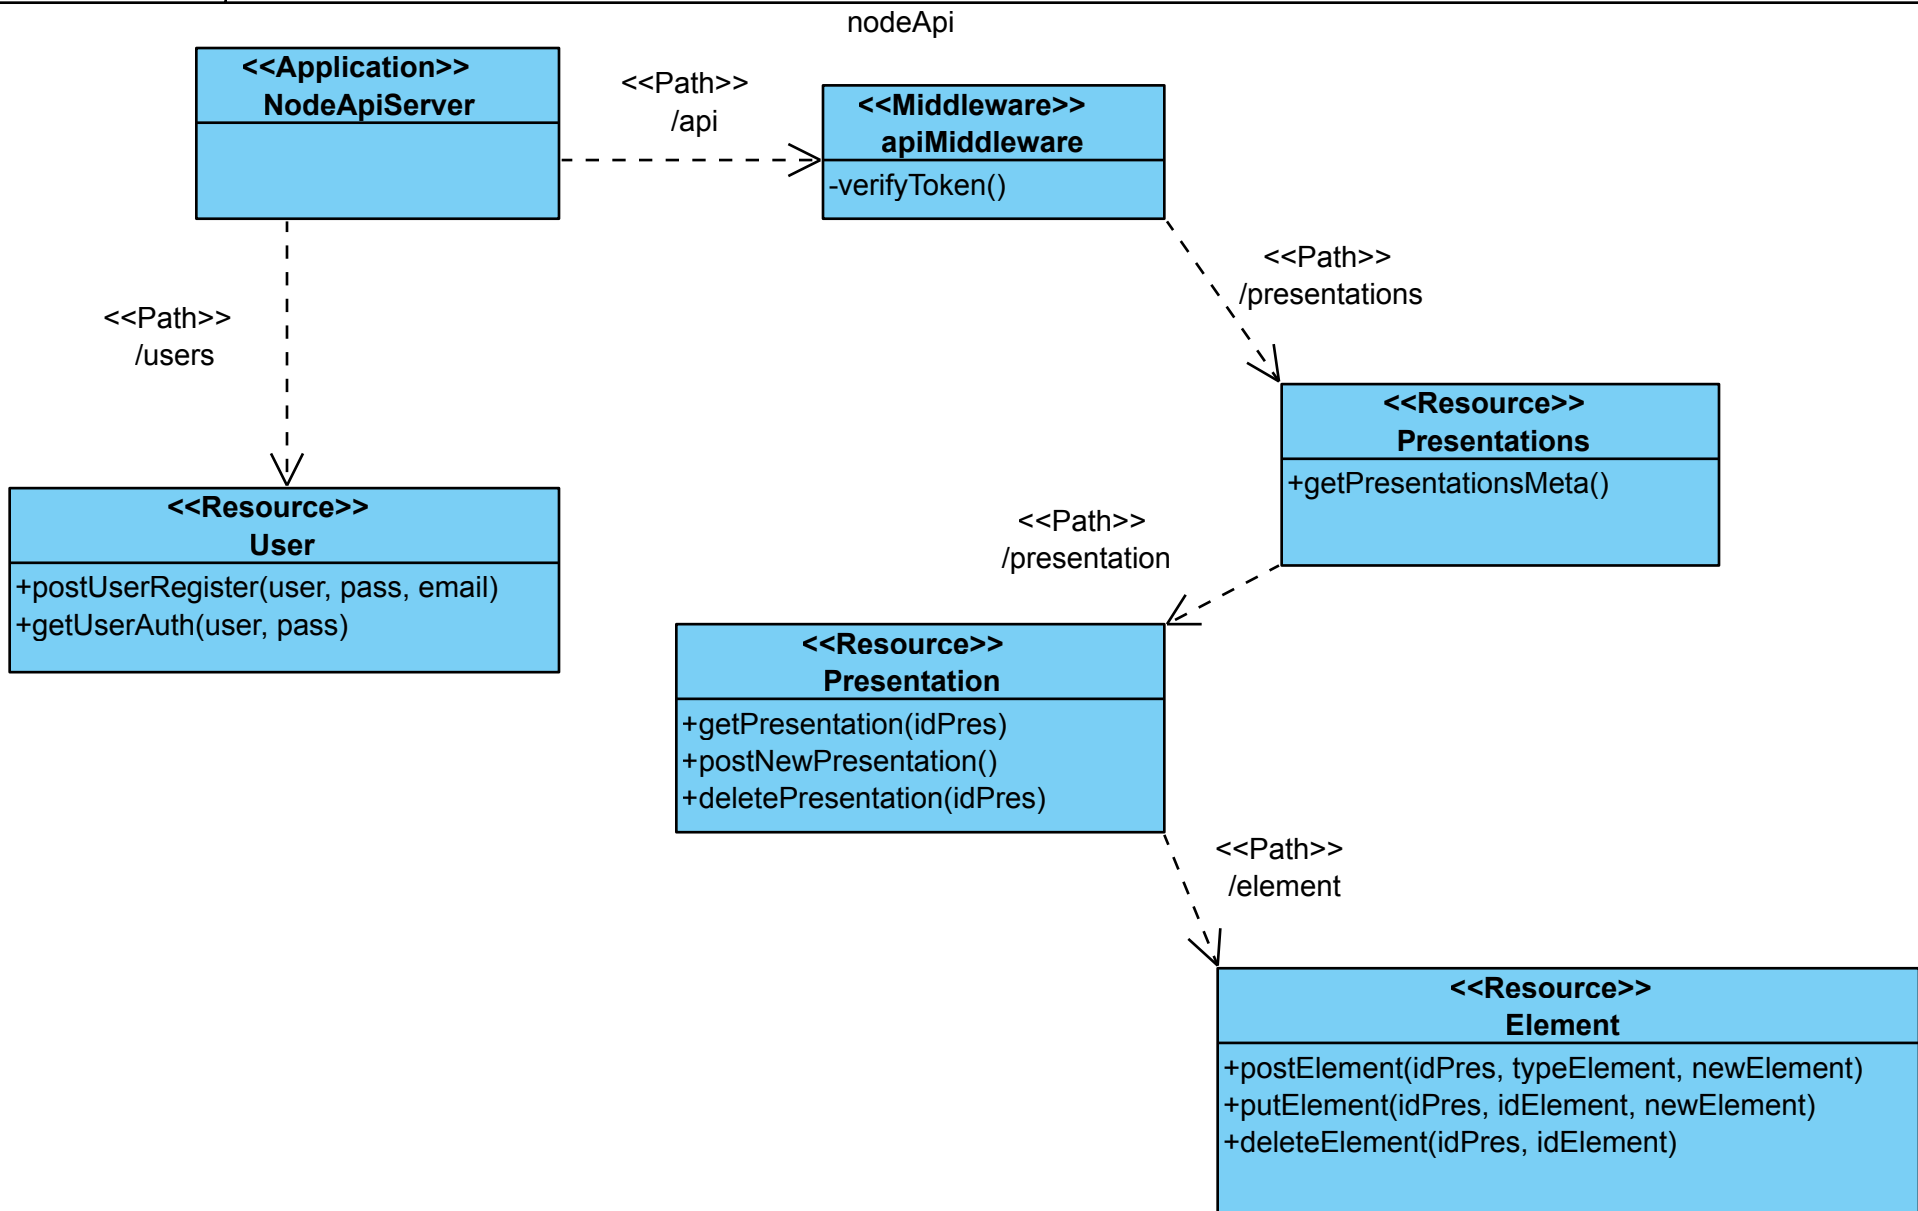 nodeApi
<<Application>>
NodeApiServer
<<Path>>
/api
<<Middleware>>
apiMiddleware
-verifyToken()
<<Path>>
/presentations
<<Path>>
/users
<<Resource>>
Presentations
+getPresentationsMeta()
<<Resource>>
User
+postUserRegister(user, pass, email)
+getUserAuth(user, pass)
<<Path>>
/presentation
<<Resource>>
Presentation
+getPresentation(idPres)
+postNewPresentation()
+deletePresentation(idPres)
<<Path>>
/element
<<Resource>>
Element
+postElement(idPres, typeElement, newElement)
+putElement(idPres, idElement, newElement)
+deleteElement(idPres, idElement)